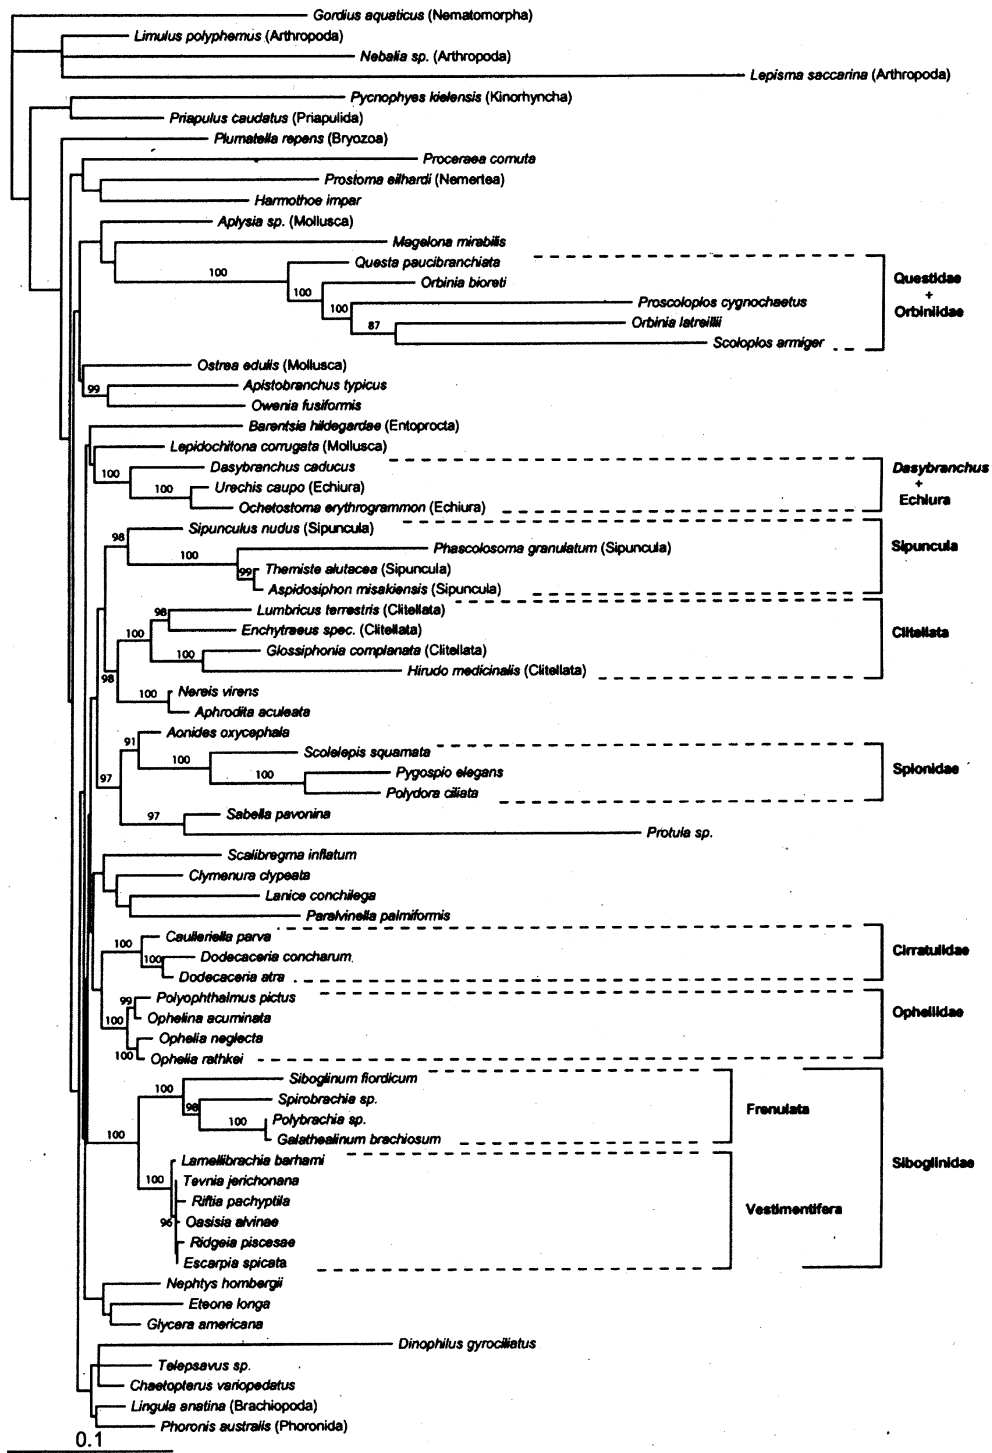 Gordius aquaticus (Nematomorpha)
Limulus polyphemus (Arthropoda)
Nebalia sp. (Arthropoda)
Lepisma saccarina (Arthropoda)
Pycnophyes kielensis (Kinorhyncha)
Priapulus caudatus (Priapulida)
Plumatella repens (Bryozoa)
Proceraea cornuta
Prostoma eilhardi (Nemertea)
Harmothoe impar
Aplysia sp. (Mollusca)
Magelona mirabilis
100
Questa paucibranchiata
Questidae
+
Orbiniidae
100
Orbinia bioreti
100
Proscoloplos cygnochaetus
87
Orbinia latreillii
Scoloplos armiger
Ostrea edulis (Mollusca)
99
Apistobranchus typicus
Owenia fusiformis
Barentsia hildegardae (Entoprocta)
Lepidochitona corrugata (Mollusca)
100
Dasybranchus caducus
Dasybranchus
+
Echiura
100
Urechis caupo (Echiura)
Ochetostoma erythrogrammon (Echiura)
98
Sipunculus nudus (Sipuncula)
Sipuncula
100
Phascolosoma granulatum (Sipuncula)
99
Themiste alutacea (Sipuncula)
Aspidosiphon misakiensis (Sipuncula)
98
Lumbricus terrestris (Clitellata)
Clitellata
100
Enchytraeus spec. (Clitellata)
100
Glossiphonia complanata (Clitellata)
Hirudo medicinalis (Clitellata)
98
100
Nereis virens
Aphrodita aculeata
91
Aonides oxycephala
100
Scolelepis squamata
Spionidae
97
100
Pygospio elegans
Polydora ciliata
97
Sabella pavonina
Protula sp.
Scalibregma inflatum
Clymenura clypeata
Lanice conchilega
Paralvinella palmiformis
100
Caulleriella parva
Cirratulidae
100
Dodecaceria concharum
Dodecaceria atra
99
Polyophthalmus pictus
Opheliidae
100
Ophelina acuminata
Ophelia neglecta
100
Ophelia rathkei
100
Siboglinum fiordicum
Frenulata
98
Spirobrachia sp.
100
Polybrachia sp.
Galathealinum brachiosum
100
Siboglinidae
100
Lamellibrachia barhami
Vestimentifera
Tevnia jerichonana
Riftia pachyptila
96
Oasisia alvinae
Ridgeia piscesae
Escarpia spicata
Nephtys hombergii
Eteone longa
Glycera americana
Dinophilus gyrociliatus
Telepsavus sp.
Chaetopterus variopedatus
Lingula anatina (Brachiopoda)
Phoronis australis (Phoronida)
0.1